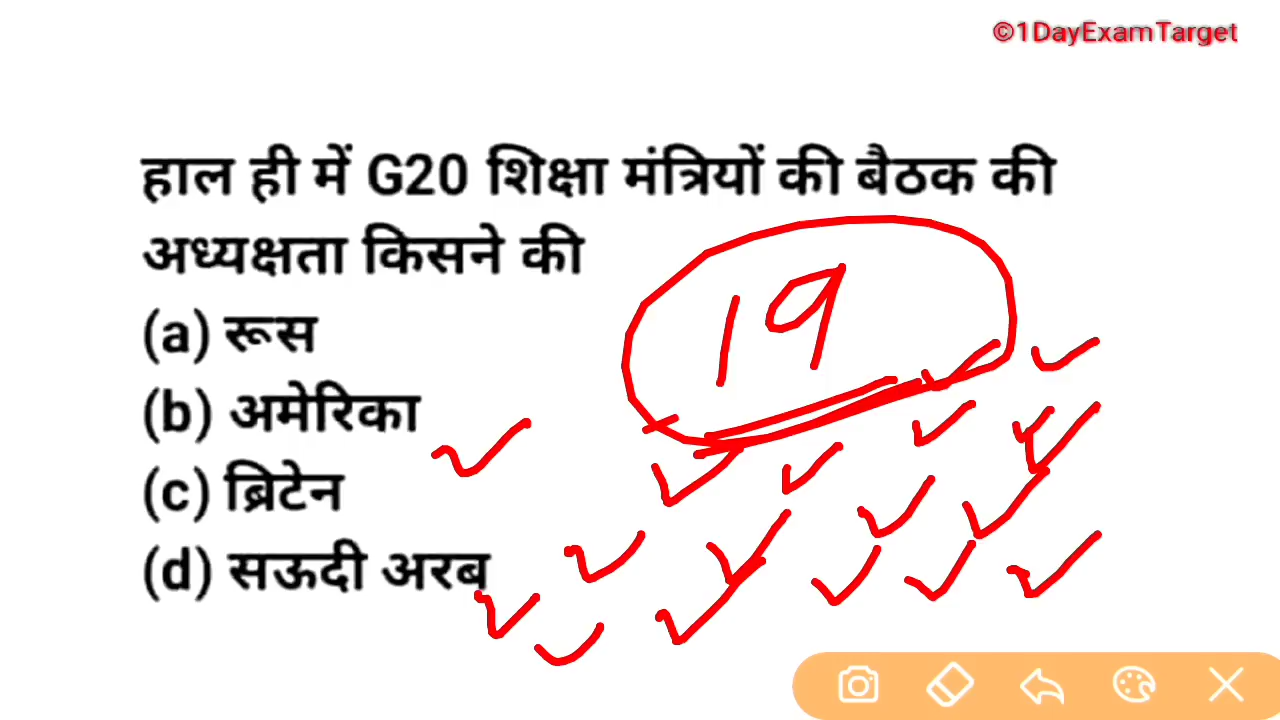 ©1DayExamTarget
हाल ही में G20 शिक्षा मंत्रियों की बैठक की
अध्यक्षता किसने की
19
(a) रूस
(b) अमेरिका
(c) ब्रिटेन
(d) सऊदी अरब